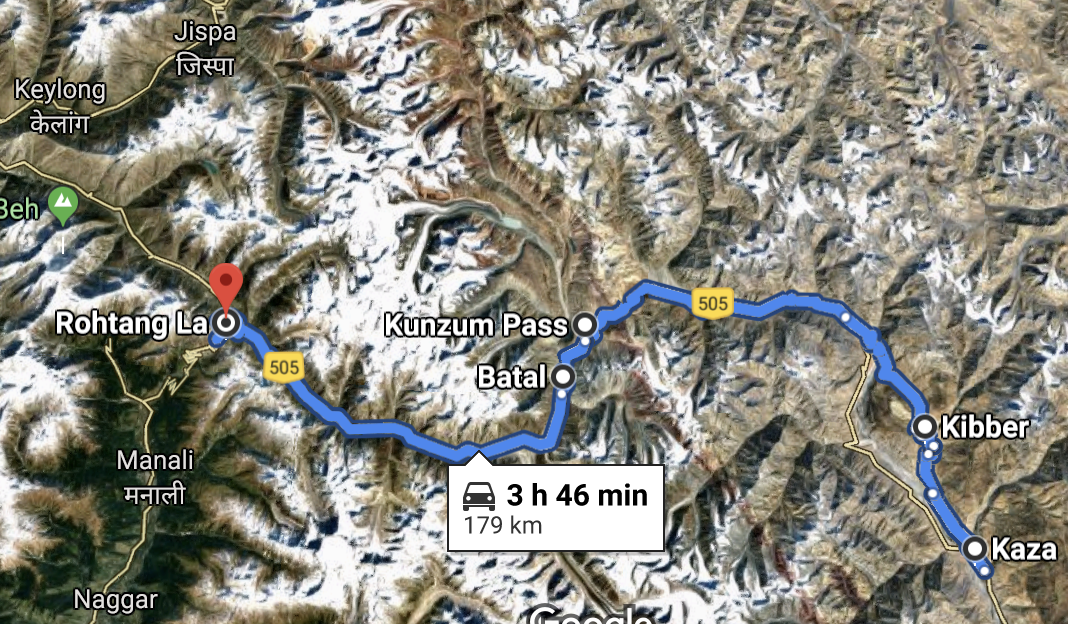 Jispa
जिस्पा
Keylong
केलांग
Beh
Rohtang La
Kunzum Pass
505
505
Batal
Kibber
Manali
मनाली
3 h 46 min
179 km
Kaza
Naggar
Google